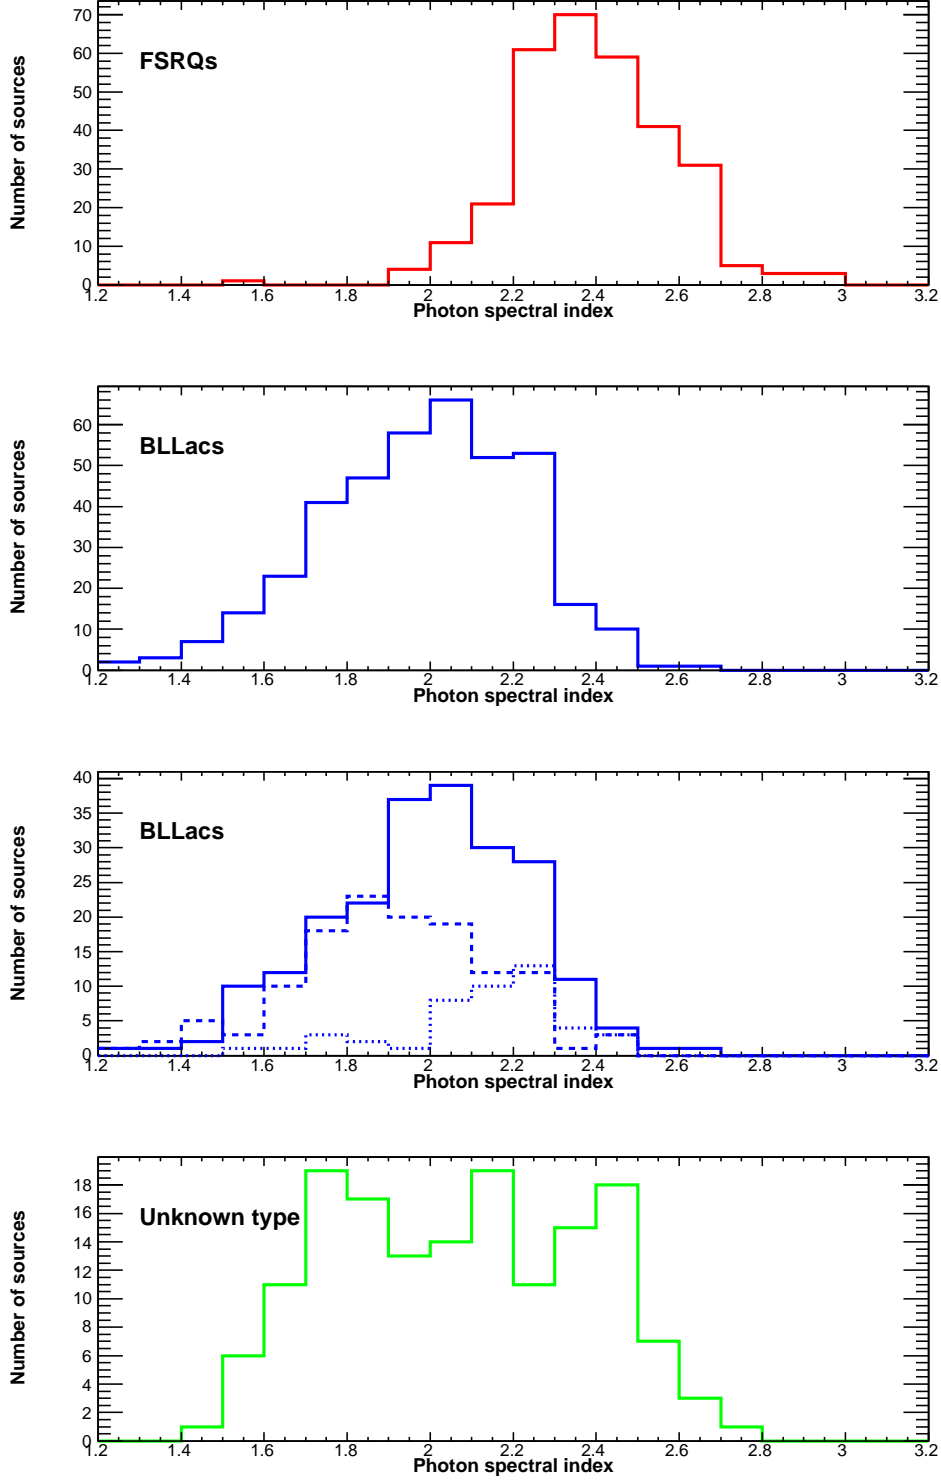 Number of sources
FSRQs
70
60
50
40
30
20
10
0
1.2 1.4 1.6 1.8 2 2.2 2.4 2.6 2.8 3 3.2
Photon spectral index
Number of sources
BLLacs
60
50
40
30
20
10
0
1.2 1.4 1.6 1.8 2 2.2 2.4 2.6 2.8 3 3.2
Photon spectral index
Number of sources
BLLacs
40
35
30
25
20
15
10
5
0
1.2 1.4 1.6 1.8 2 2.2 2.4 2.6 2.8 3 3.2
Photon spectral index
Number of sources
Unknown type
18
16
14
12
10
8
6
4
2
0
1.2 1.4 1.6 1.8 2 2.2 2.4 2.6 2.8 3 3.2
Photon spectral index